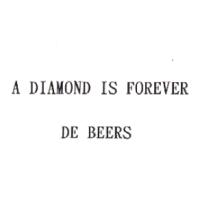 A DIAMOND IS FOREVER
DE BEERS